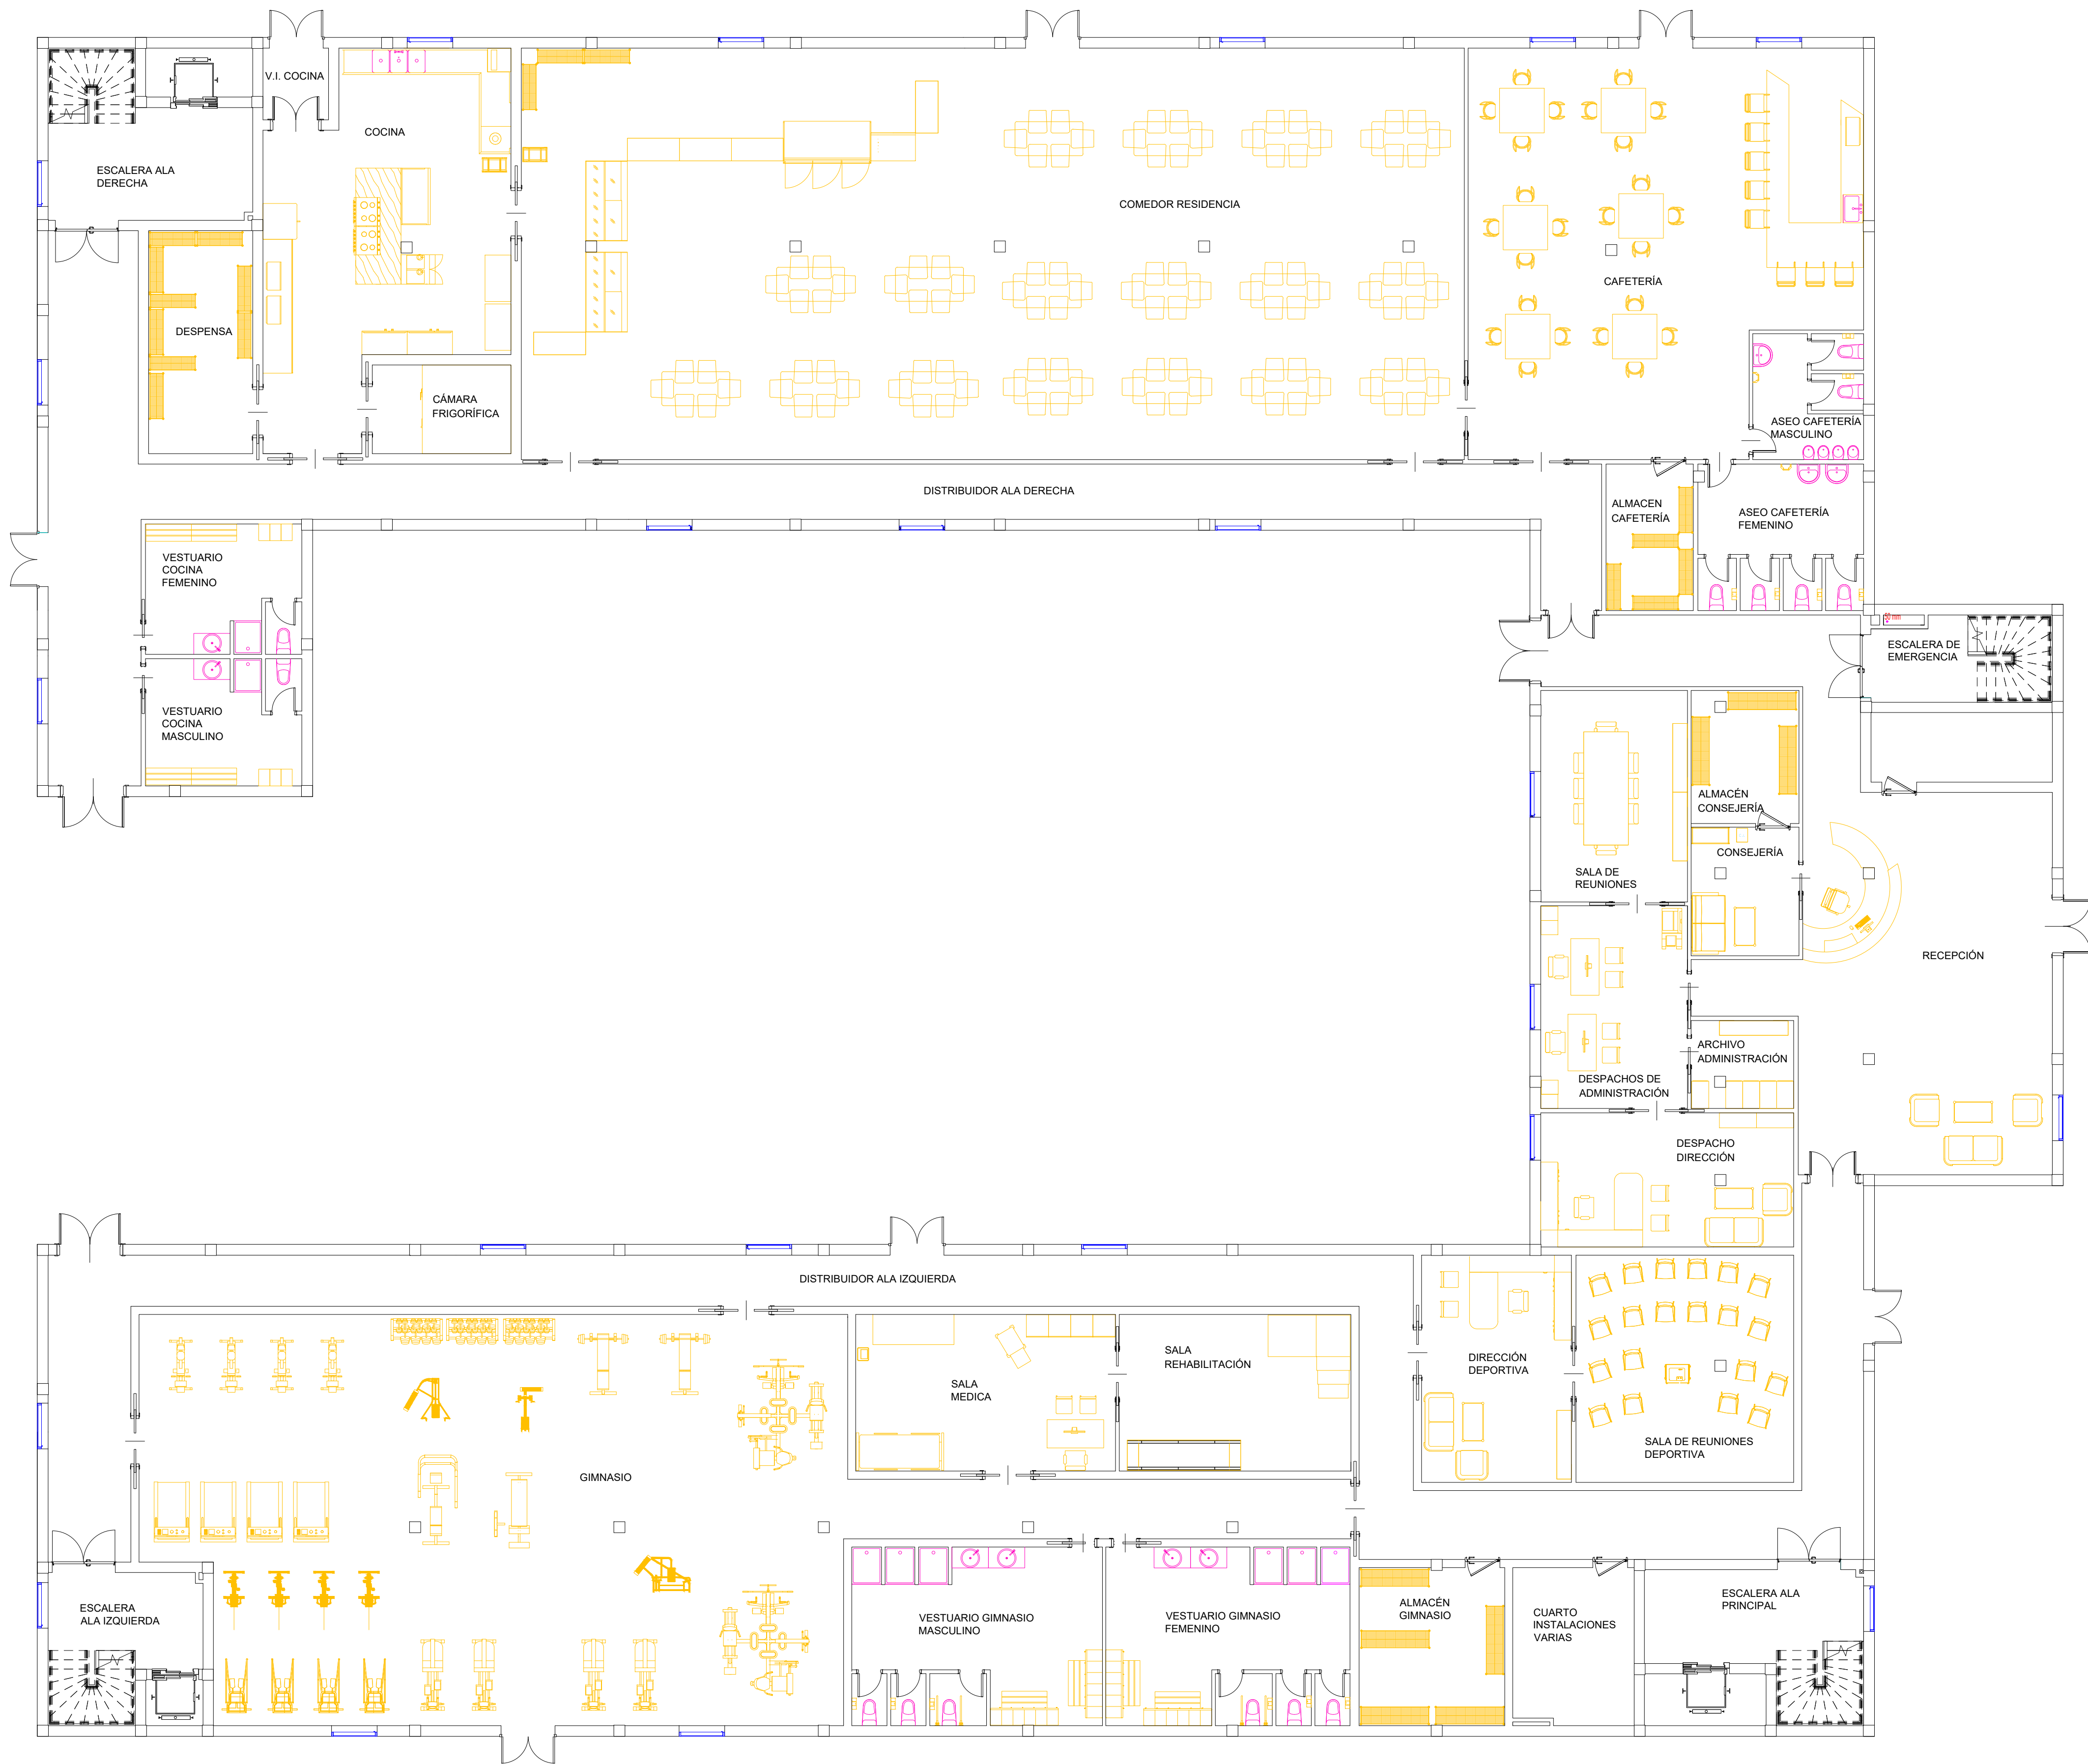 V.I. COCINA
COCINA
ESCALERA ALA
DERECHA
COMEDOR RESIDENCIA
CAFETERÍA
DESPENSA
CÁMARA
FRIGORÍFICA
ASEO CAFETERÍA
MASCULINO
DISTRIBUIDOR ALA DERECHA
ALMACEN
CAFETERÍA
ASEO CAFETERÍA
FEMENINO
VESTUARIO
COCINA
FEMENINO
50 mm
ESCALERA DE
EMERGENCIA
VESTUARIO
COCINA
MASCULINO
ALMACÉN
CONSEJERÍA
CONSEJERÍA
SALA DE
REUNIONES
RECEPCIÓN
ARCHIVO
ADMINISTRACIÓN
DESPACHOS DE
ADMINISTRACIÓN
DESPACHO
DIRECCIÓN
DISTRIBUIDOR ALA IZQUIERDA
SALA
REHABILITACIÓN
DIRECCIÓN
DEPORTIVA
SALA
MEDICA
SALA DE REUNIONES
DEPORTIVA
GIMNASIO
ESCALERA
ALA IZQUIERDA
VESTUARIO GIMNASIO
MASCULINO
VESTUARIO GIMNASIO
FEMENINO
ALMACÉN
GIMNASIO
CUARTO
INSTALACIONES
VARIAS
ESCALERA ALA
PRINCIPAL